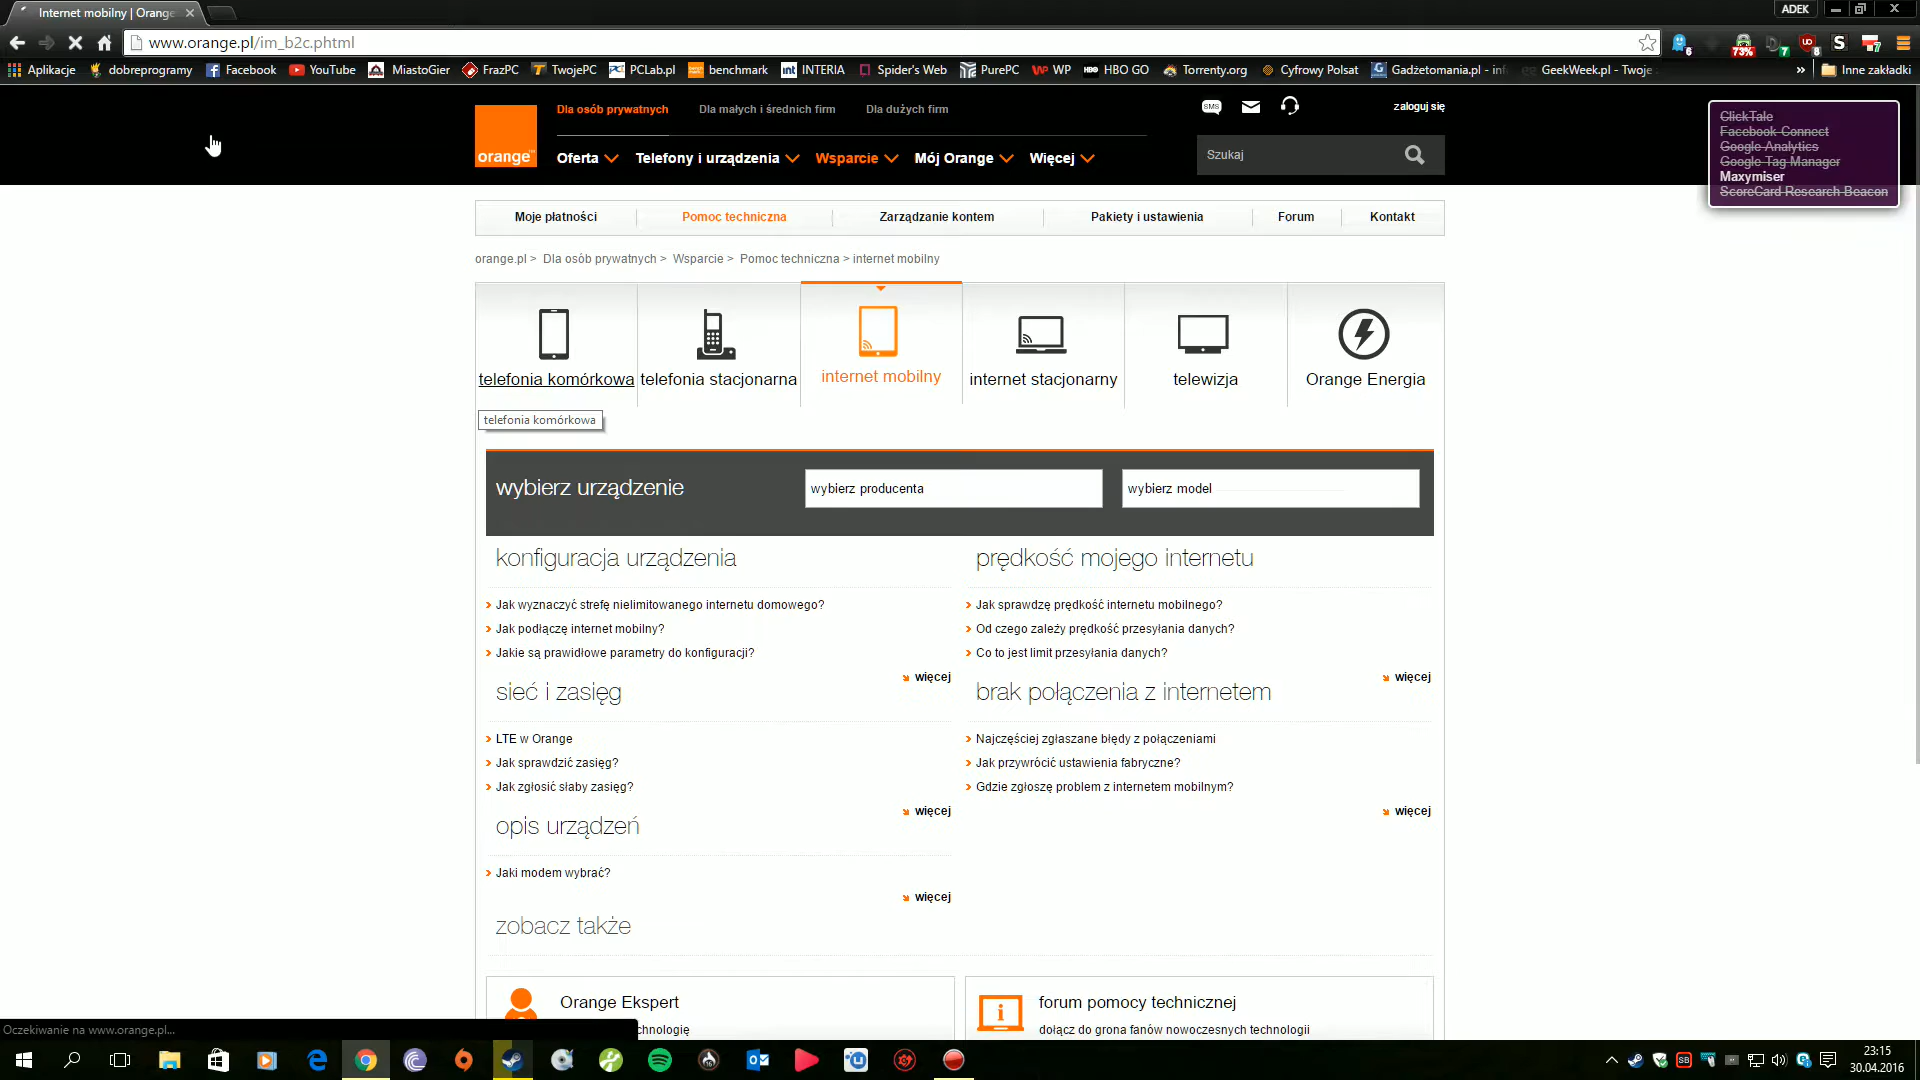 Internet mobilny | Orange
ADEK
www.orange.pl/im_b2c.phtml
6
73%
7
8
7
Aplikacje dobreprogramy Facebook YouTube MiastoGier FrazPC TwojePC PCLab.pl benchmark INTERIA Spider's Web PurePC WP HBO GO Torrenty.org Cyfrowy Polsat Gadżetomania.pl - inf GeekWeek.pl - Twoje Inne zakładki
Dla osób prywatnych Dla małych i średnich firm Dla dużych firm
SMS
zaloguj się
orange
Oferta Telefony i urządzenia Wsparcie Mój Orange Więcej
Szukaj
ClickTale
Facebook Connect
Google Analytics
Google Tag Manager
Maxymiser
ScoreCard Research Beacon
Moje płatności Pomoc techniczna Zarządzanie kontem Pakiety i ustawienia Forum Kontakt
orange.pl > Dla osòb prywatnych > Wsparcie > Pomoc techniczna > internet mobilny
telefonia komórkowa telefonia stacjonarna internet mobilny internet stacjonarny telewizja Orange Energia
telefonia komórkowa
wybierz urządzenie
wybierz producenta
wybierz model
konfiguracja urządzenia
Jak wyznaczyć strefę nielimitowanego internetu domowego?
Jak podłączę internet mobilny?
Jakie są prawidłowe parametry do konfiguracji?
więcej
prędkość mojego internetu
Jak sprawdzę prędkość internetu mobilnego?
Od czego zależy prędkość przesyłania danych?
Co to jest limit przesyłania danych?
więcej
sieć i zasięg
LTE w Orange
Jak sprawdzić zasięg?
Jak zgłosić słaby zasięg?
więcej
brak połączenia z internetem
Najczęściej zgłaszane błędy z połączeniami
Jak przywrócić ustawienia fabryczne?
Gdzie zgłoszę problem z internetem mobilnym?
więcej
opis urządzeń
Jaki modem wybrać?
więcej
zobacz także
Orange Ekspert
chnologię
forum pomocy technicznej
dołącz do grona fanów nowoczesnych technologii
Oczekiwanie na www.orange.pl...
23:15
30.04.2016